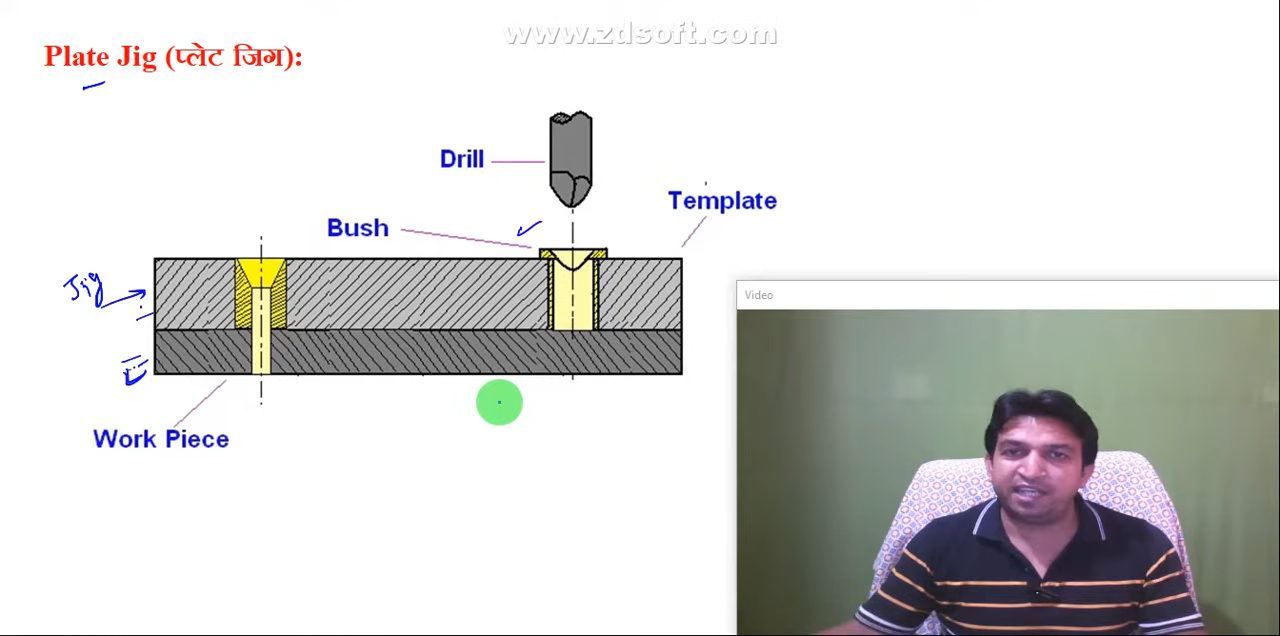 www.zdsoft.com
Plate Jig (प्लेट जिग):
Drill
Template
Bush
Jig
Video
Work Piece